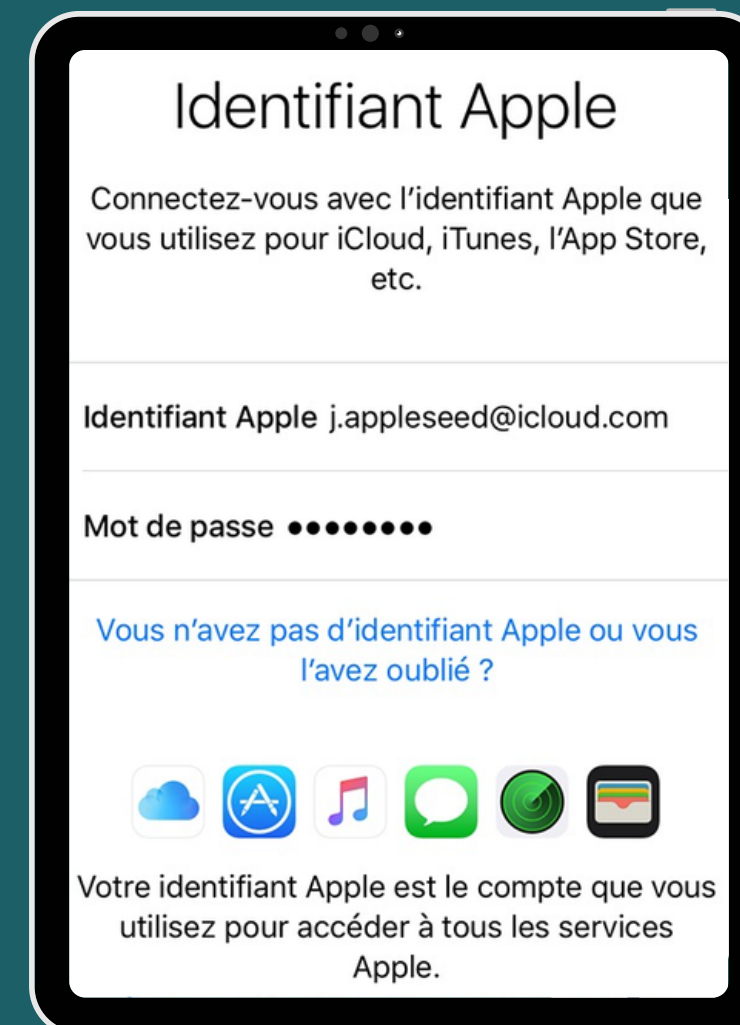 Identifiant Apple
Connectez-vous avec l’identifiant Apple que
vous utilisez pour iCloud, iTunes, l’App Store,
etc.
Identifiant Apple j.appleseed@icloud.com
Mot de passe ●●●●●●●●
Vous n’avez pas d’identifiant Apple ou vous
l’avez oublié ?
Votre identifiant Apple est le compte que vous
utilisez pour accéder à tous les services
Apple.